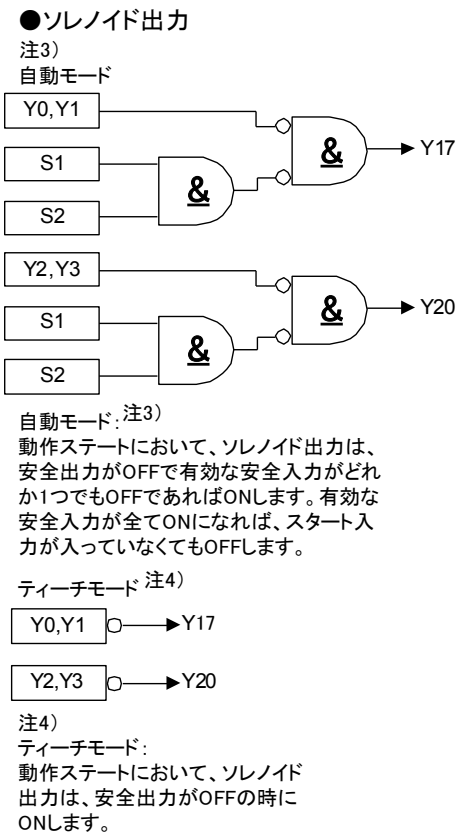 ●ソレノイド出力
注3)
自動モード
Y0,Y1
S1
&
S2
&
Y17
Y2,Y3
S1
&
S2
&
Y20
自動モード:注3)
動作ステートにおいて、ソレノイド出力は、
安全出力がOFFで有効な安全入力がどれ
か1つでもOFFであればONします。有効な
安全入力が全てONになれば、スタート入
力が入っていなくてもOFFします。
ティーチモード注4)
Y0,Y1
Y17
Y2,Y3
Y20
注4)
ティーチモード:
動作ステートにおいて、ソレノイド
出力は、安全出力がOFFの時に
ONします。